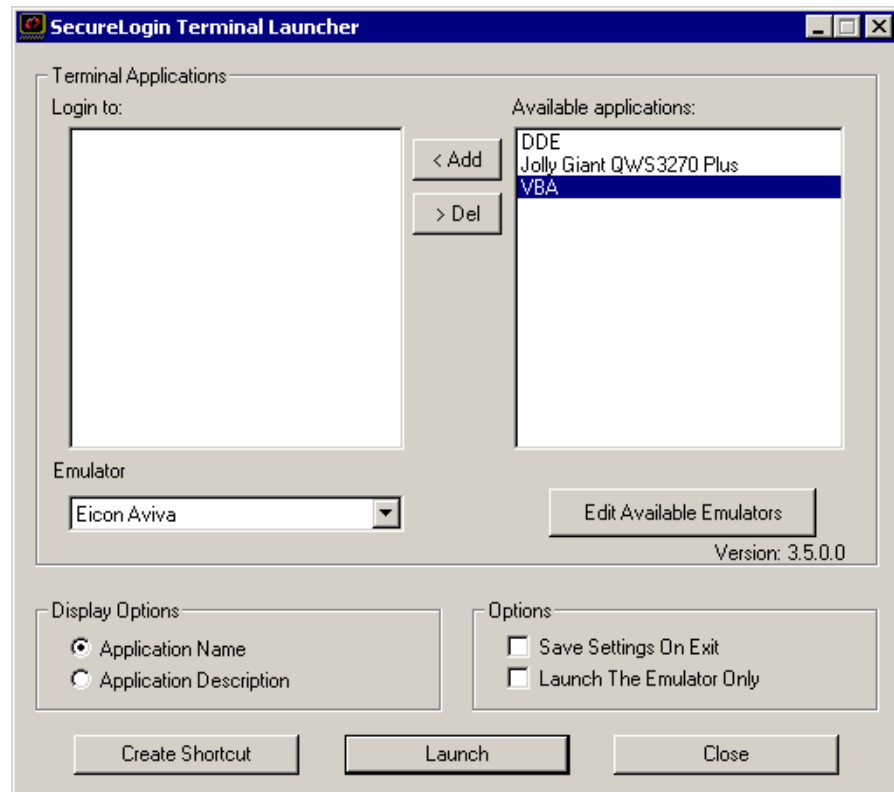 SecureLogin Terminal Launcher
Terminal Applications
Login to:
Available applications:
< Add
> Del
DDE
Jolly Giant QWS3270 Plus
VBA
Emulator
Eicon Aviva
Edit Available Emulators
Version: 3.5.0.0
Display Options
Application Name
Application Description
Options
Save Settings On Exit
Launch The Emulator Only
Create Shortcut
Launch
Close